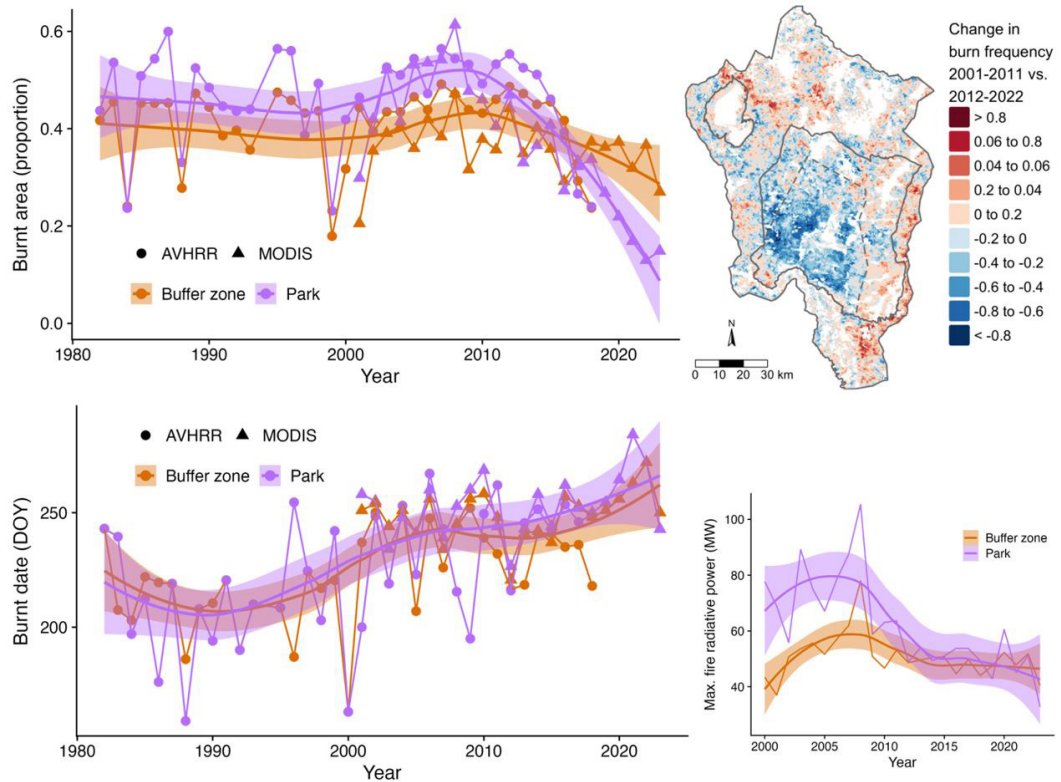 Burnt area (proportion)
0.6
0.4
0.2
0.0
AVHRR MODIS
Buffer zone Park
1980 1990 2000 2010 2020
Year
Change in
burn frequency
2001-2011 vs.
2012-2022
> 0.8
0.06 to 0.8
0.04 to 0.06
0.2 to 0.04
0 to 0.2
-0.2 to 0
-0.4 to -0.2
-0.6 to -0.4
-0.8 to -0.6
< -0.8
N
0 10 20 30 km
Burnt date (DOY)
250
200
AVHRR MODIS
Buffer zone Park
1980 1990 2000 2010 2020
Year
Max. fire radiative power (MW)
100
80
60
40
Buffer zone
Park
2000 2005 2010 2015 2020
Year